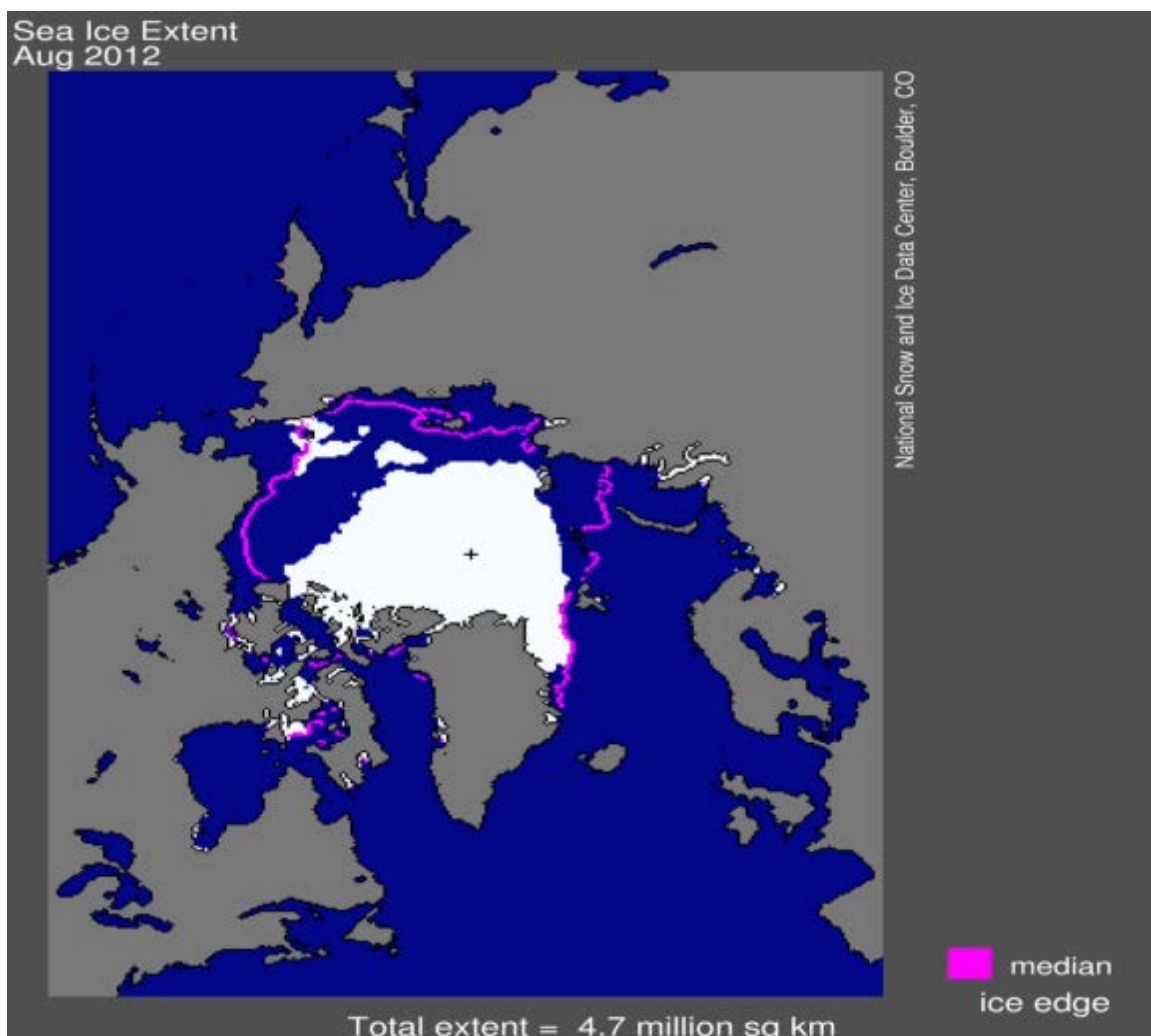 Sea Ice Extent
Aug 2012
National Snow and Ice Data Center, Boulder, CO
median
ice edge
Total extent = 4.7 million sq km